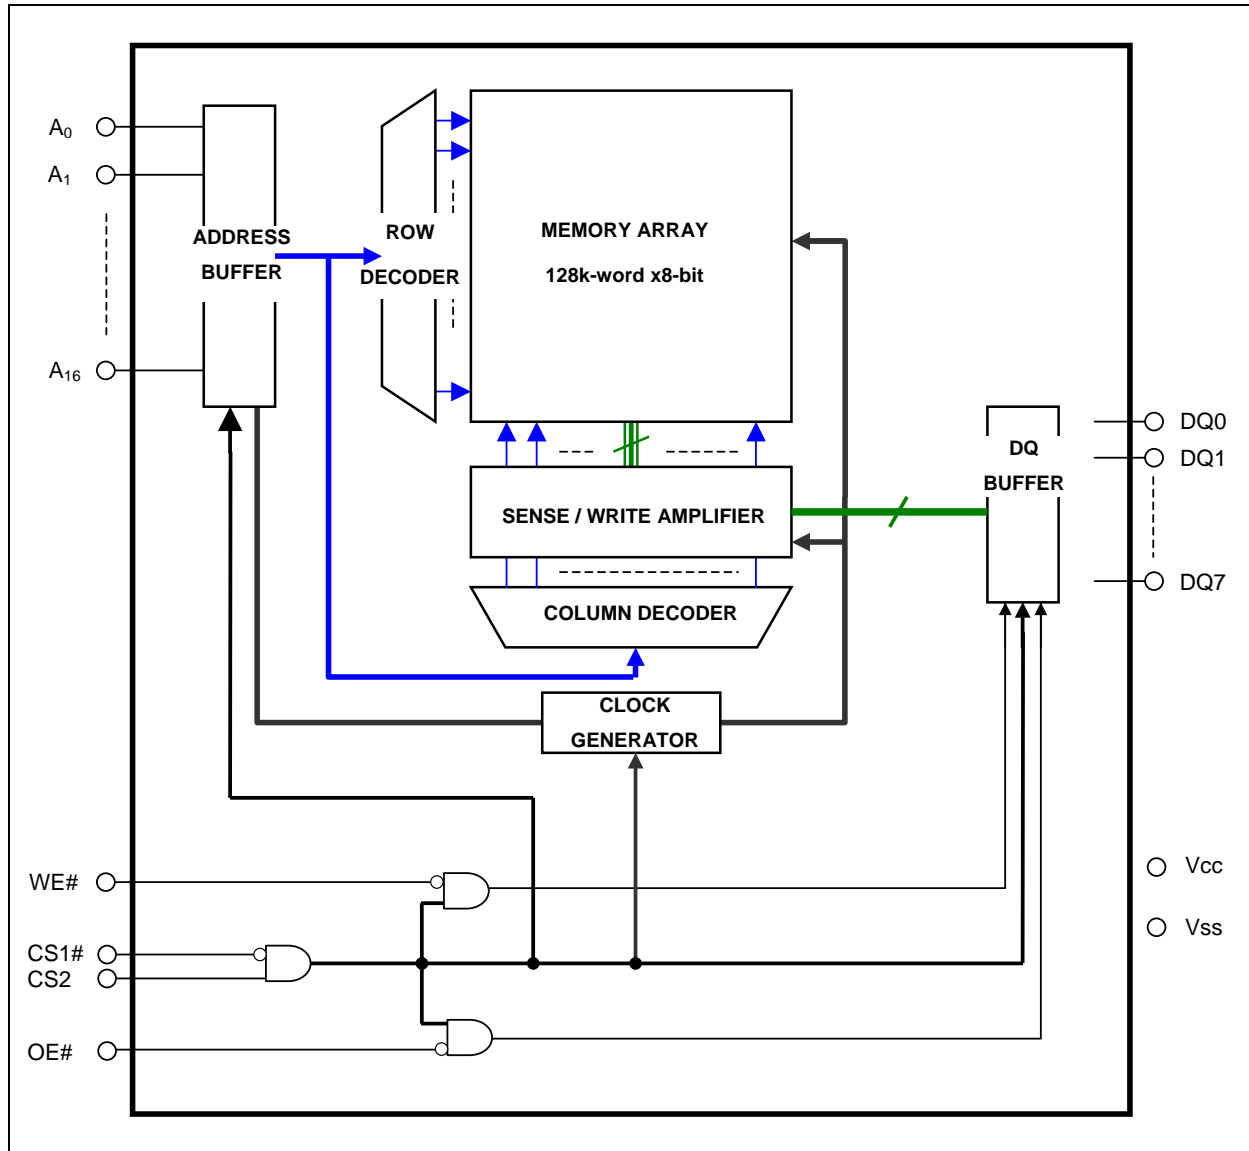 A0
A1
A16
ADDRESS
BUFFER
ROW
DECODER
MEMORY ARRAY
128k-word x8-bit
SENSE / WRITE AMPLIFIER
COLUMN DECODER
CLOCK
GENERATOR
DQ
BUFFER
DQ0
DQ1
DQ7
WE#
CS1#
CS2
OE#
Vcc
Vss